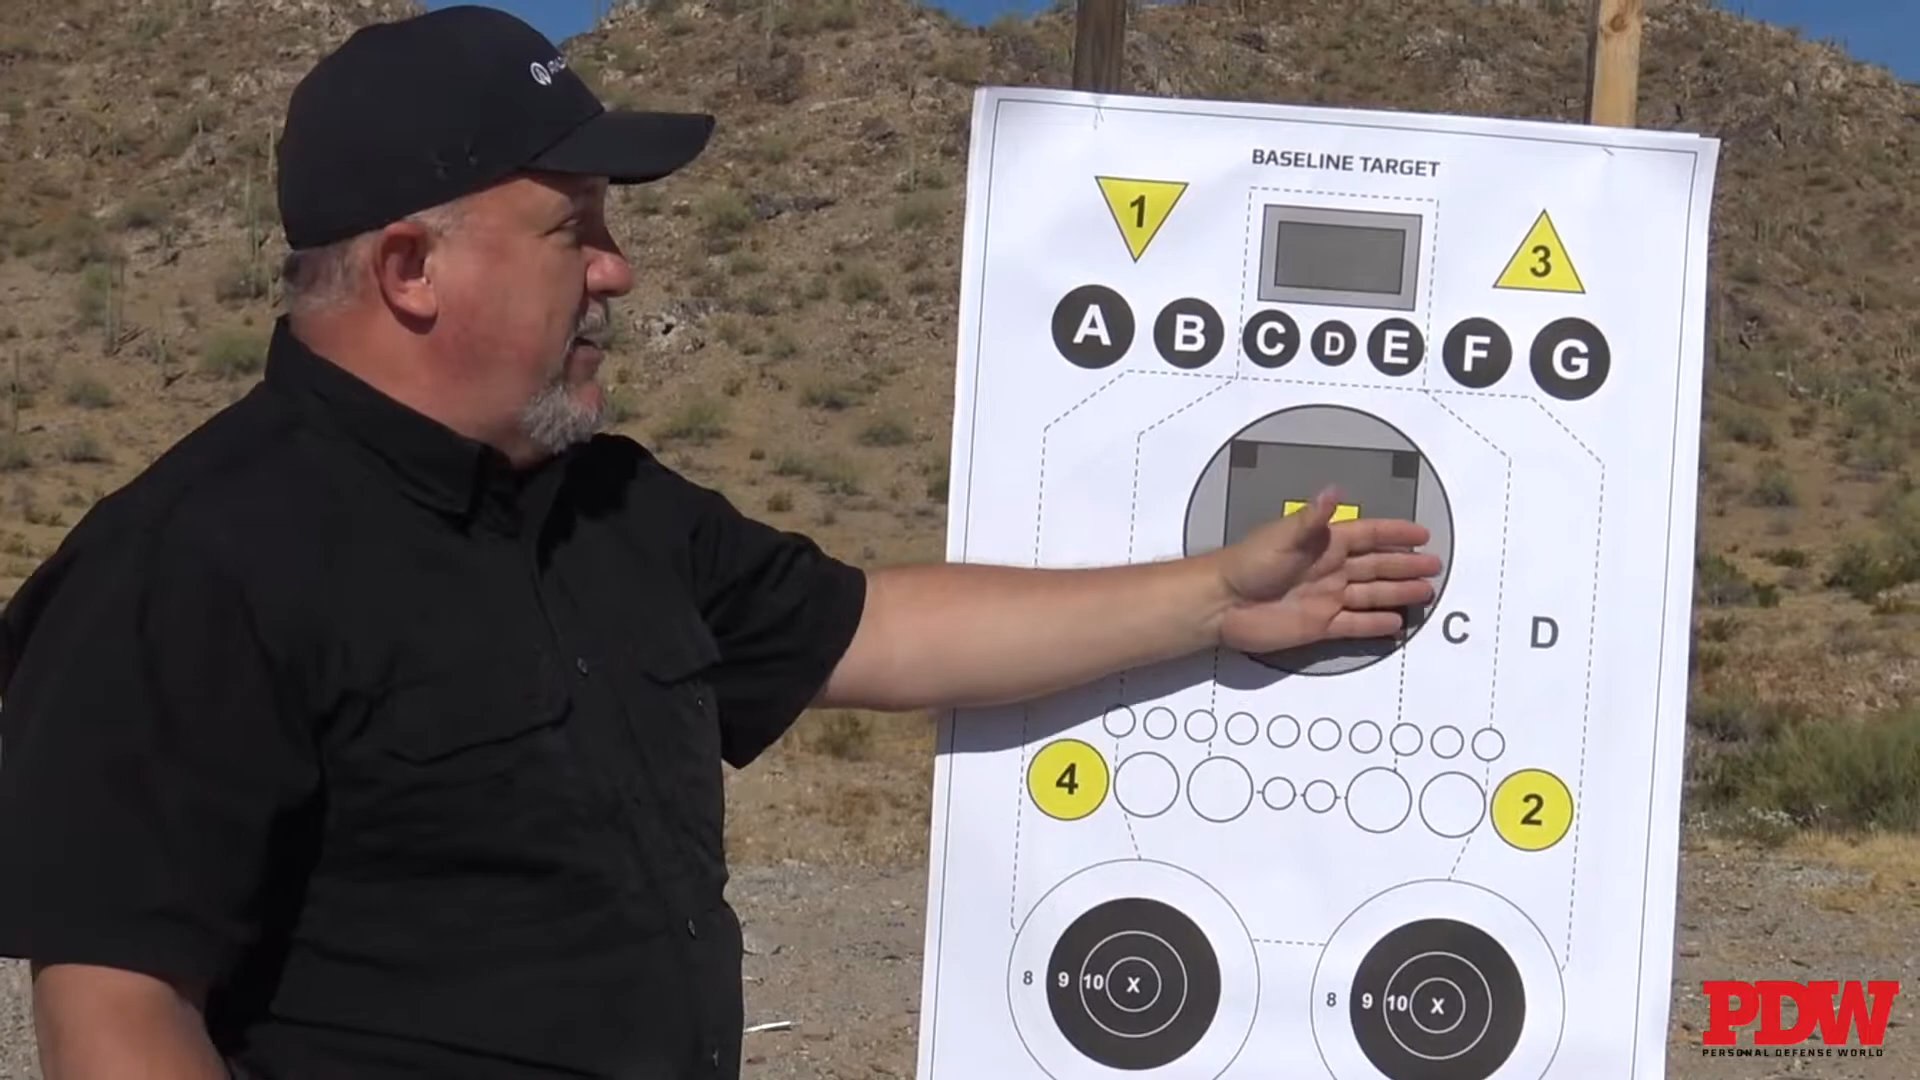 BASELINE TARGET
1
3
A B C D E F G
C D
4
2
8 9 10 X
8 9 10 X
PDW
PERSONAL DEFENSE WORLD